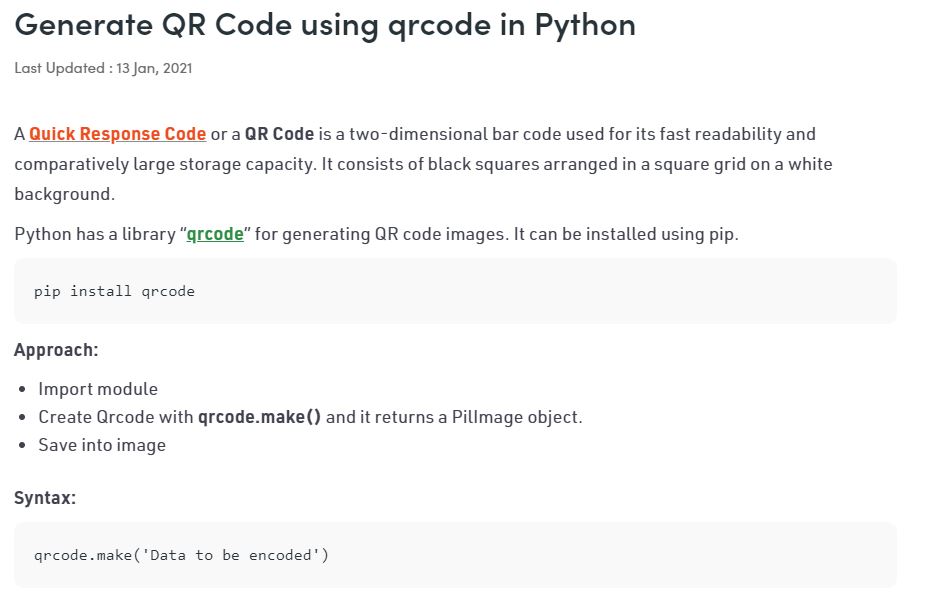 Generate QR Code using qrcode in Python
Last Updated : 13 Jan, 2021
A Quick Response Code or a QR Code is a two-dimensional bar code used for its fast readability and
comparatively large storage capacity. It consists of black squares arranged in a square grid on a white
background.
Python has a library “qrcode” for generating QR code images. It can be installed using pip.
pip install qrcode
Approach:
• Import module
• Create Qrcode with qrcode.make() and it returns a PilImage object.
• Save into image
Syntax:
qrcode.make('Data to be encoded')